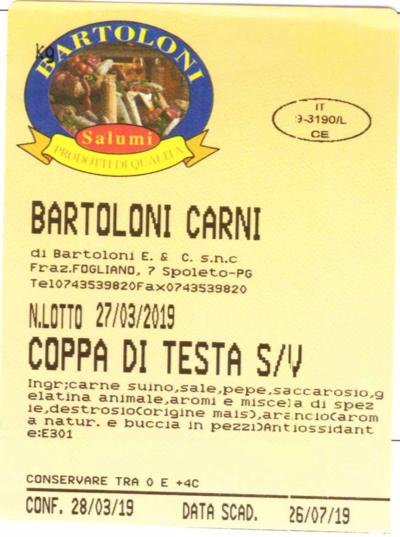 kg
BARTOLONI
Salumi
PRODOTTI DI QUALITA'
IT
9-3190/L
CE
BARTOLONI CARNI
di Bartoloni E. & C. s.n.c
Fraz.FOGLIANO, 7 Spoleto-PG
Tel0743539820Fax0743539820
N.LOTTO 27/03/2019
COPPA DI TESTA S/V
Ingr;carne suino,sale,pepe,saccarosio,g
elatina animale,aromi e miscela di spez
ie,destrosio(origine mais),arancio(arom
a natur. e buccia in pezzi)Antiossidant
e:E301
CONSERVARE TRA 0 E +4C
CONF. 28/03/19 DATA SCAD. 26/07/19